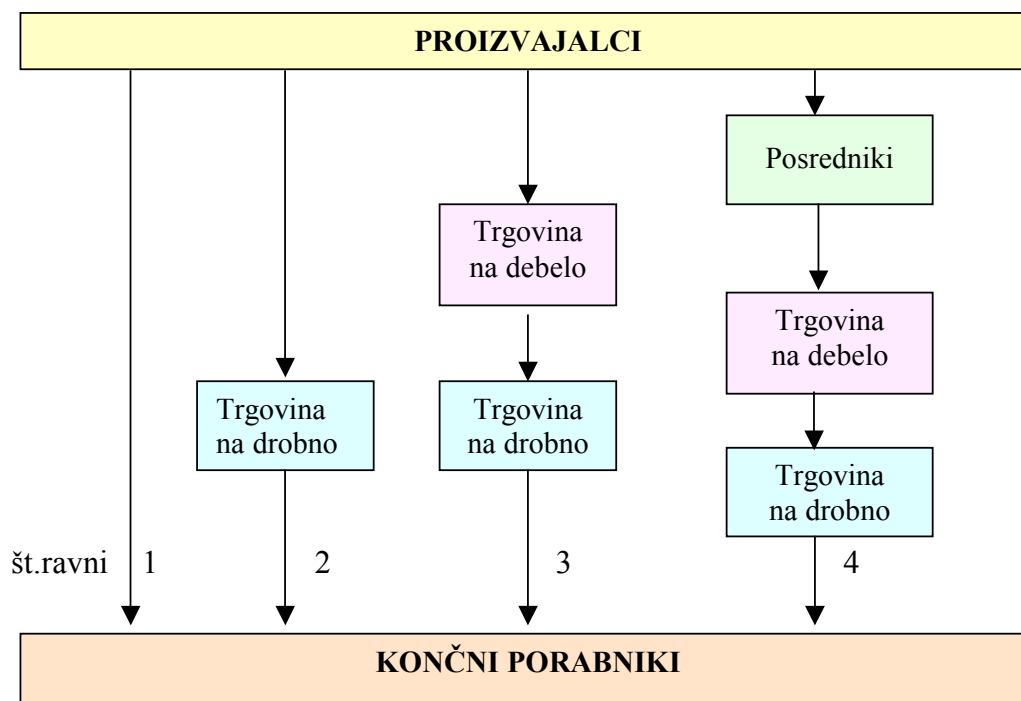 PROIZVAJALCI
Posredniki
Trgovina
na debelo
Trgovina
na debelo
Trgovina
na drobno
Trgovina
na drobno
Trgovina
na drobno
št.ravni 1 2 3 4
KONČNI PORABNIKI